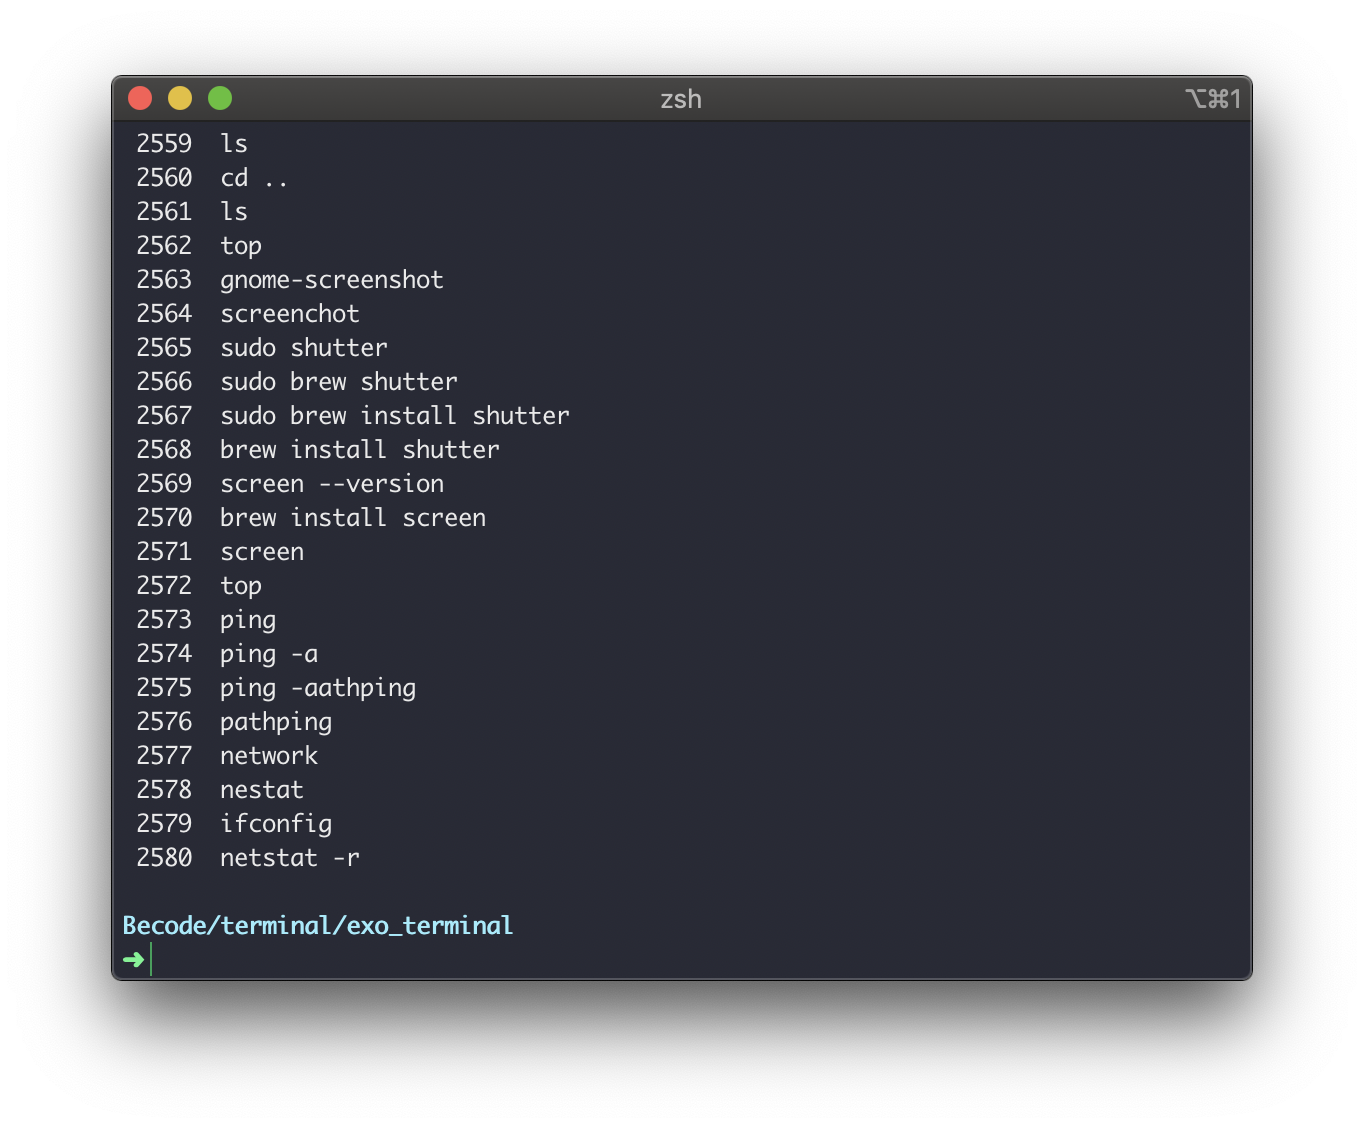 zsh ⌥⌘1
2559 ls
2560 cd ..
2561 ls
2562 top
2563 gnome-screenshot
2564 screenchot
2565 sudo shutter
2566 sudo brew shutter
2567 sudo brew install shutter
2568 brew install shutter
2569 screen --version
2570 brew install screen
2571 screen
2572 top
2573 ping
2574 ping -a
2575 ping -aathping
2576 pathping
2577 network
2578 nestat
2579 ifconfig
2580 netstat -r
Becode/terminal/exo_terminal
➜